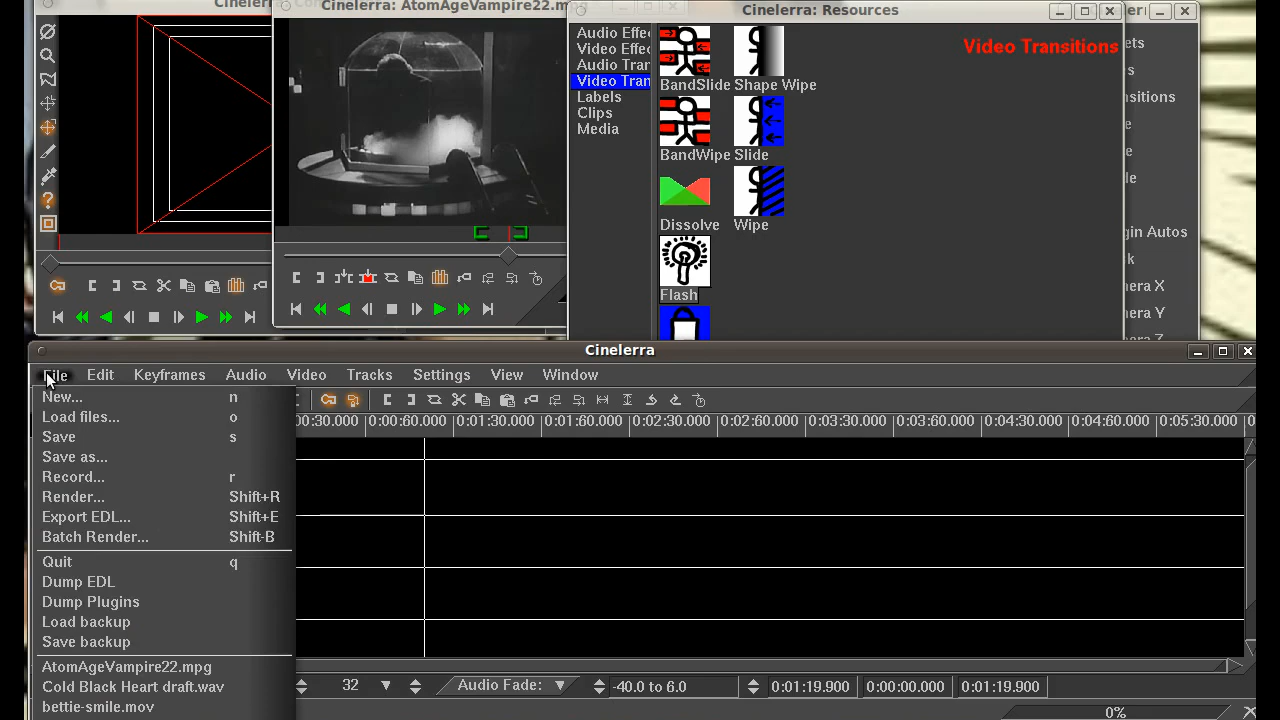 Cinelerra: AtomAgeVampire22.m
Cinelerra: Resources
Audio Effe
Video Effe
Audio Tran
Video Tran
Labels
Clips
Media
Video Transitions
BandSlide
Shape Wipe
BandWipe
Slide
Dissolve
Wipe
Flash
Cinelerra
File
Edit
Keyframes
Audio
Video
Tracks
Settings
View
Window
New... n
Load files... o
Save s
Save as...
Record... r
Render... Shift+R
Export EDL... Shift+E
Batch Render... Shift-B
Quit q
Dump EDL
Dump Plugins
Load backup
Save backup
AtomAgeVampire22.mpg
Cold Black Heart draft.wav
bettie-smile.mov
00:30.000
0:00:60.000
0:01:30.000
0:01:60.000
0:02:30.000
0:02:60.000
0:03:30.000
0:03:60.000
0:04:30.000
0:04:60.000
0:05:30.000
32
Audio Fade:
-40.0 to 6.0
0:01:19.900
0:00:00.000
0:01:19.900
0%